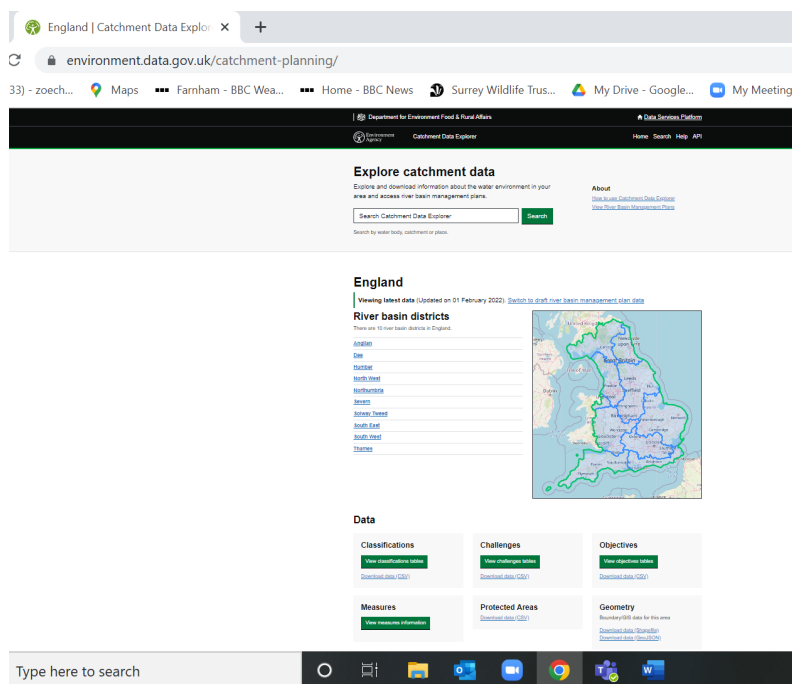 England | Catchment Data Explor
environment.data.gov.uk/catchment-planning/
33) - zoech... Maps Farnham - BBC Wea... Home - BBC News Surrey Wildlife Trus... My Drive - Google... My Meeting
Department for Environment Food & Rural Affairs
Data Services Platform
Environment Agency
Catchment Data Explorer
Home Search Help API
Explore catchment data
Explore and download information about the water environment in your
area and access river basin management plans.
Search Catchment Data Explorer
Search
Search by water body, catchment or place.
About
How to use Catchment Data Explorer
View River Basin Management Plans
England
Viewing latest data (Updated on 01 February 2022). Switch to draft river basin management plan data
River basin districts
There are 10 river basin districts in England.
Anglian
Dee
Humber
North West
Northumbria
Severn
Solway Tweed
South East
South West
Thames
Leeds
Dublin
Data
Classifications
View classifications tables
Download data (CSV)
Challenges
View challenges tables
Download data (CSV)
Objectives
View objectives tables
Download data (CSV)
Measures
View measures information
Protected Areas
Download data (CSV)
Geometry
Boundary/GIS data for this area
Download data (Shapefile)
Download data (GeoJSON)
Type here to search